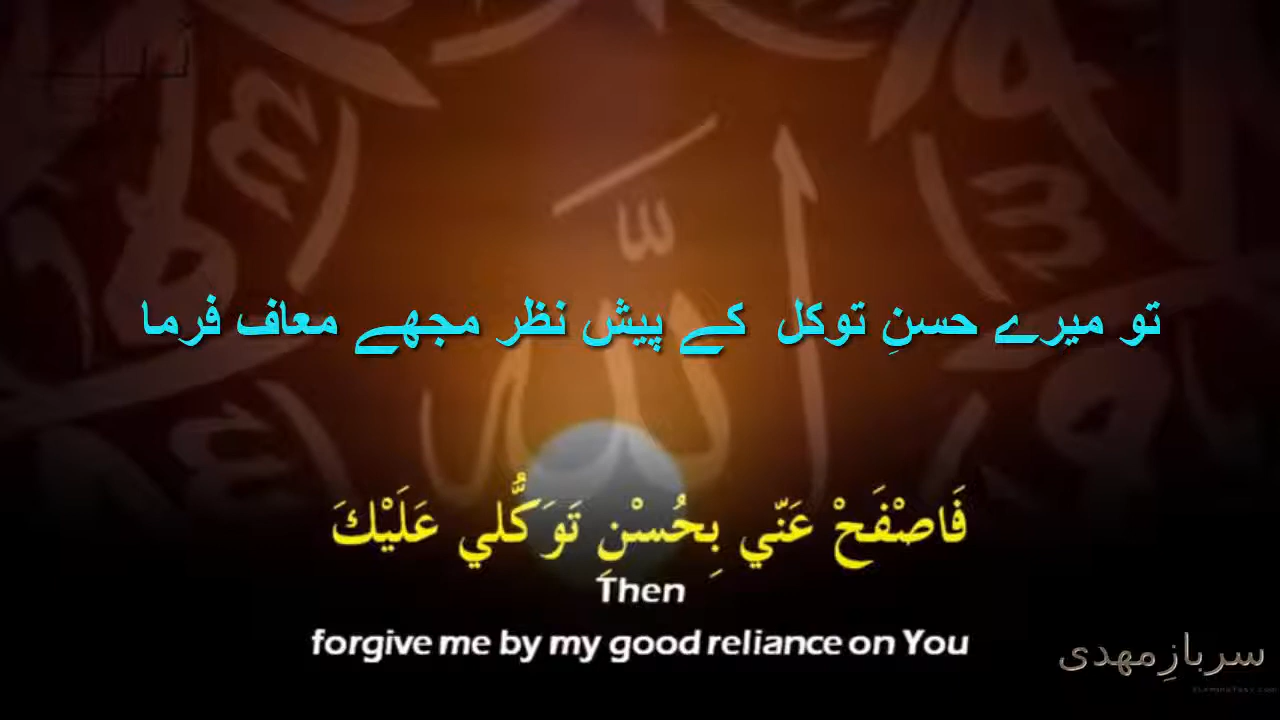 الله
تو میرے حسنِ توکل کے پیش نظر مجھے معاف فرما
فَاصْفَحْ عَنّي بِحُسْنِ تَوَكُّلي عَلَيْكَ
Then
forgive me by my good reliance on You
سربازِمهدی